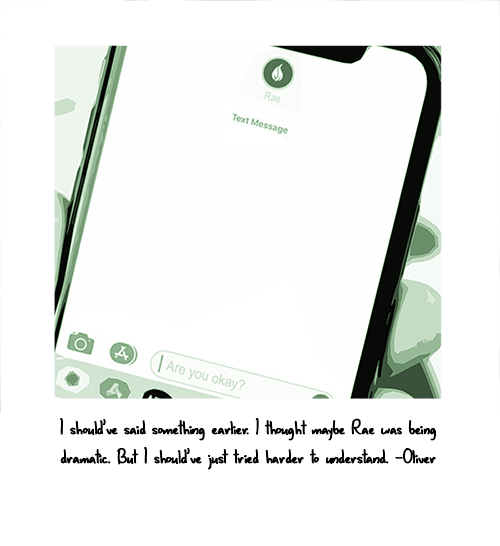 Rae
Text Message
Are you okay?
I should've said something earlier. I thought maybe Rae was being
dramatic. But I should've just tried harder to understand. -Oliver